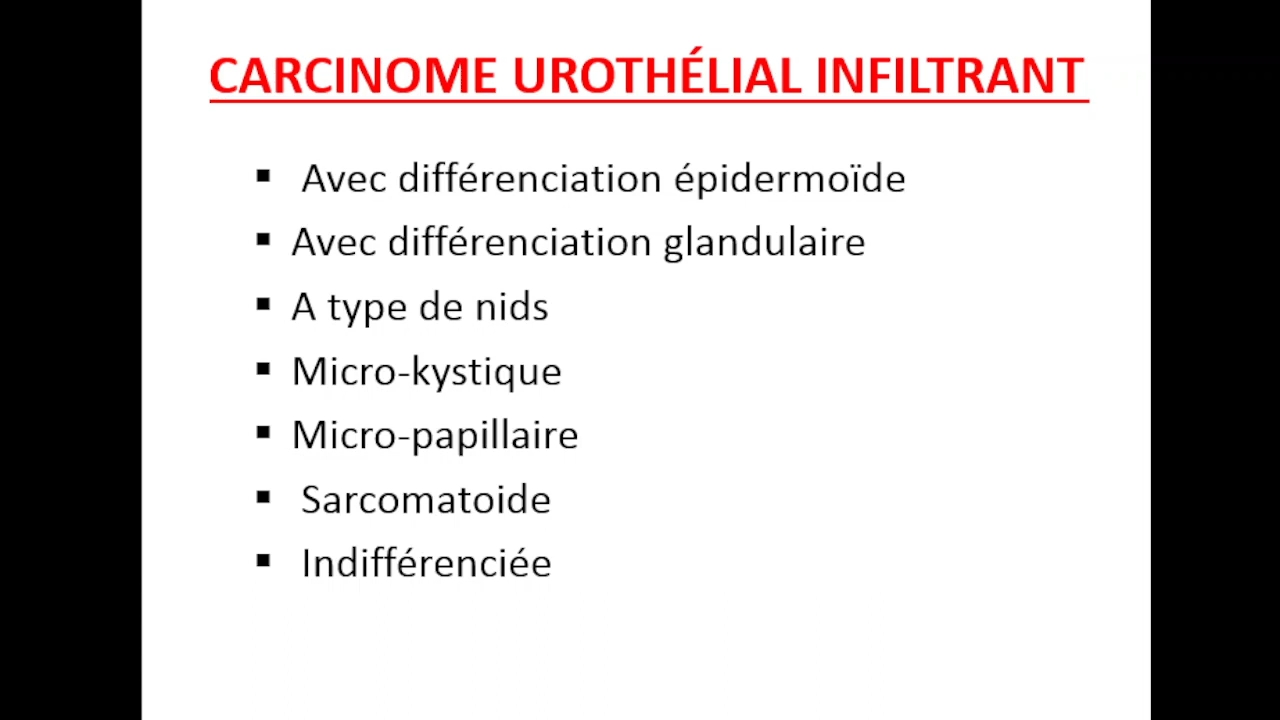 CARCINOME UROTHÉLIAL INFILTRANT
▪ Avec différenciation épidermoïde
▪ Avec différenciation glandulaire
▪ A type de nids
▪ Micro-kystique
▪ Micro-papillaire
▪ Sarcomatoide
▪ Indifférenciée